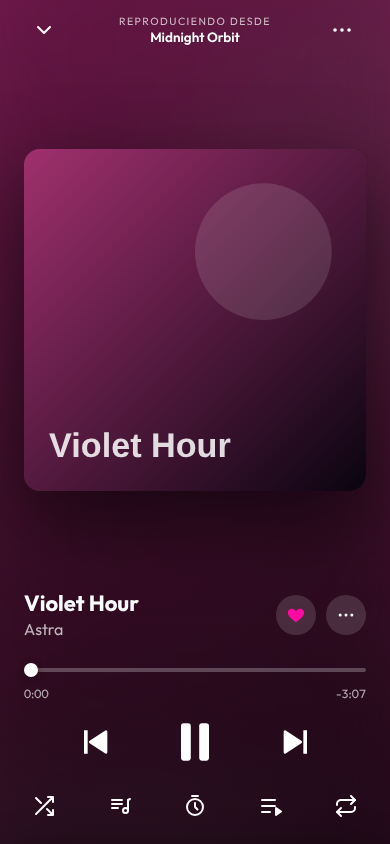 REPRODUCIENDO DESDE
Midnight Orbit
Violet Hour
Violet Hour
Astra
0:00
-3:07